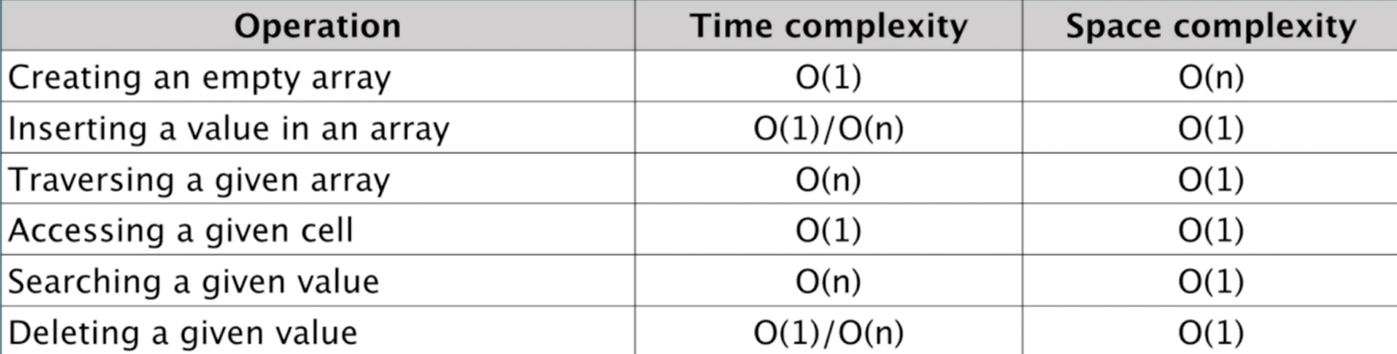 Operation Time complexity Space complexity
Creating an empty array O(1) O(n)
Inserting a value in an array O(1)/O(n) O(1)
Traversing a given array O(n) O(1)
Accessing a given cell O(1) O(1)
Searching a given value O(n) O(1)
Deleting a given value O(1)/O(n) O(1)